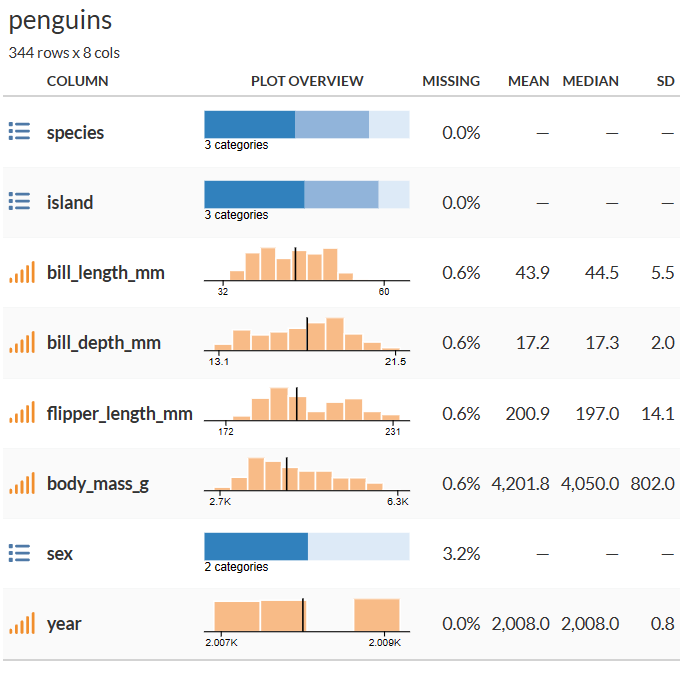 penguins
344 rows x 8 cols
COLUMN PLOT OVERVIEW MISSING MEAN MEDIAN SD
species 0.0% — — —
3 categories
island 0.0% — — —
3 categories
bill_length_mm 0.6% 43.9 44.5 5.5
32 60
bill_depth_mm 0.6% 17.2 17.3 2.0
13.1 21.5
flipper_length_mm 0.6% 200.9 197.0 14.1
172 231
body_mass_g 0.6% 4,201.8 4,050.0 802.0
2.7K 6.3K
sex 3.2% — — —
2 categories
year 0.0% 2,008.0 2,008.0 0.8
2.007K 2.009K